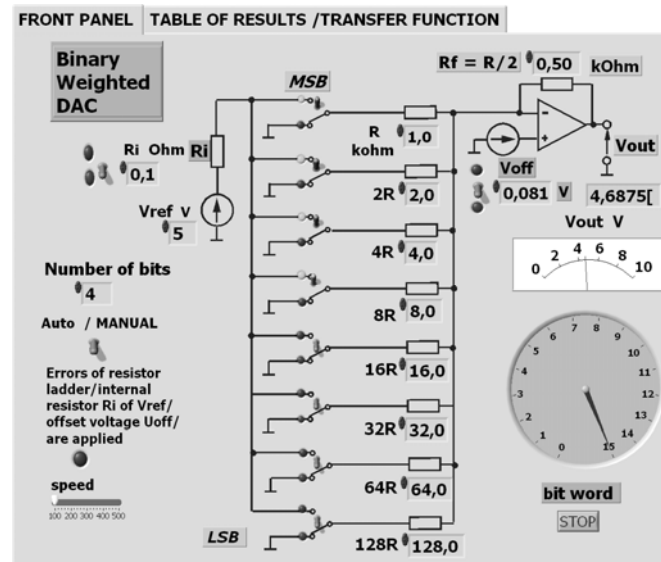 FRONT PANEL TABLE OF RESULTS /TRANSFER FUNCTION
Binary
Weighted
DAC
MSB
Rf = R/2 0,50 kOhm
Ri Ohm Ri
0,1
R
kohm
1,0
Vout
Voff
0,081 V
4,6875[
Vref V
5
2R 2,0
Vout V
0 2 4 6 8 10
4R 4,0
Number of bits
4
8R 8,0
Auto / MANUAL
16R 16,0
Errors of resistor
ladder/internal
resistor Ri of Vref/
offset voltage Uoff/
are applied
32R 32,0
0 1 2 3 4 5 6 7 8 9 10 11 12 13 14 15
64R 64,0
speed
100 200 300 400 500
bit word
STOP
LSB
128R 128,0